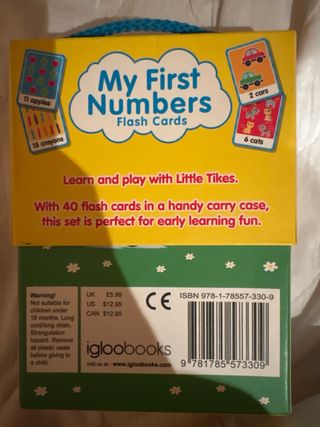 My First
Numbers
Flash Cards
11 apples
2 cars
15 crayons
6 cats
Learn and play with Little Tikes.
With 40 flash cards in a handy carry case,
this set is perfect for early learning fun.
Warning!
Not suitable for
children under
18 months. Long
cord/long chain.
Strangulation
hazard. Remove
all plastic seals
before giving to
a child.
UK £5.99
US $12.95
CAN $12.95
CE
igloobooks
visit us at - www.igloobooks.com
ISBN 978-1-78557-330-9
9 781785 573309